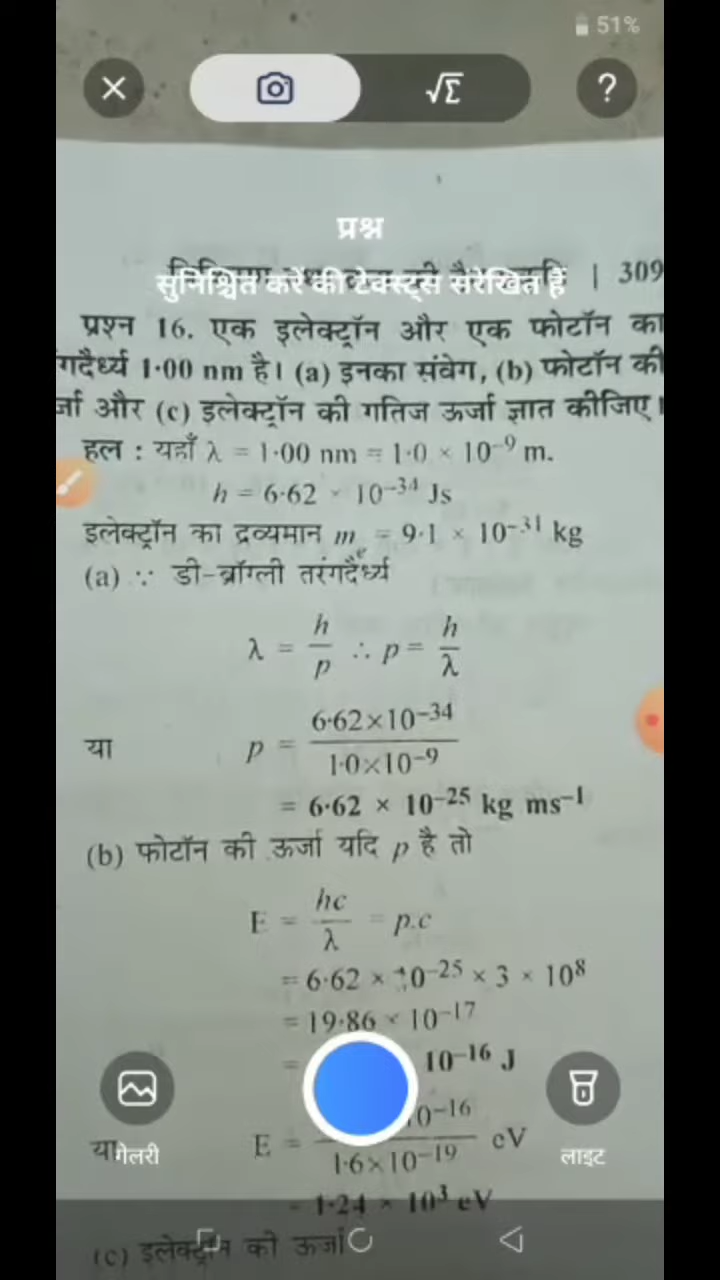 51%
√Σ
?
प्रश्न
सुनिश्चित करें की टेक्स्ट्स संरेखित हैं
| 309
प्रश्न 16. एक इलेक्ट्रॉन और एक फोटॉन का
गदैर्ध्य 1·00 nm है। (a) इनका संवेग, (b) फोटॉन की
र्जा और (c) इलेक्ट्रॉन की गतिज ऊर्जा ज्ञात कीजिए।
हल : यहाँ λ = 1·00 nm = 1·0 × 10⁻⁹ m.
h = 6·62 × 10⁻³⁴ Js
इलेक्ट्रॉन का द्रव्यमान mₑ = 9·1 × 10⁻³¹ kg
(a) ∵ डी-ब्रॉग्ली तरंगदैर्ध्य
λ = h/p ∴ p = h/λ
या p = 6·62×10⁻³⁴/1·0×10⁻⁹
= 6·62 × 10⁻²⁵ kg ms⁻¹
(b) फोटॉन की ऊर्जा यदि p है तो
E = hc/λ = p.c
= 6·62 × 10⁻²⁵ × 3 × 10⁸
= 19·86 × 10⁻¹⁷
= 10⁻¹⁶ J
या E = 0⁻¹⁶/1·6×10⁻¹⁹ eV
गेलरी
लाइट
= 1·24 × 10³ eV
(c) इलेक्ट्रॉन की ऊर्जा